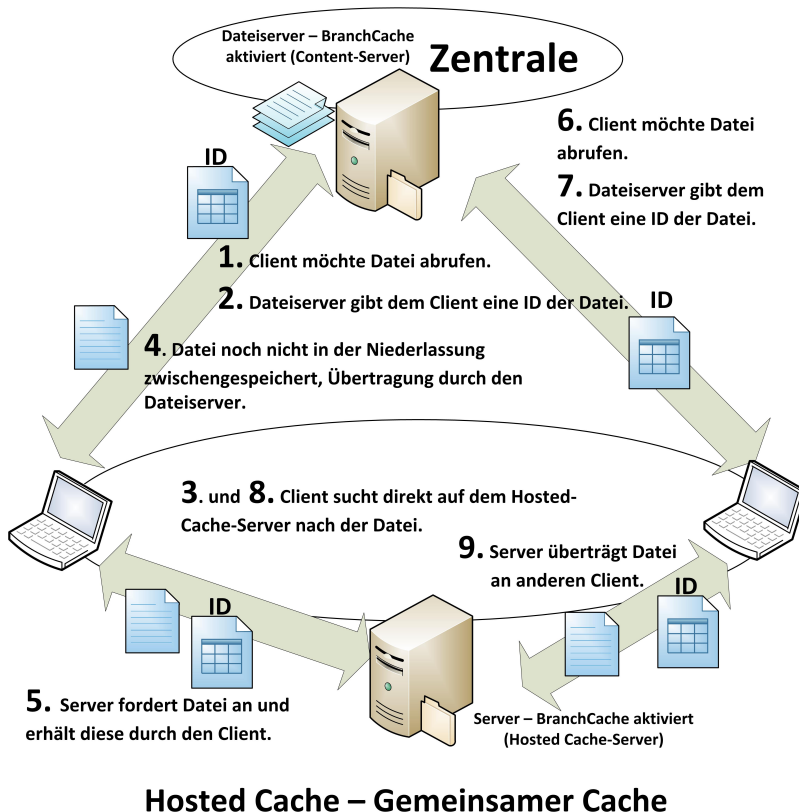 Dateiserver – BranchCache
aktiviert (Content-Server)
Zentrale
6. Client möchte Datei
abrufen.
7. Dateiserver gibt dem
Client eine ID der Datei.
ID
1. Client möchte Datei abrufen.
2. Dateiserver gibt dem Client eine ID der Datei.
ID
4. Datei noch nicht in der Niederlassung
zwischengespeichert, Übertragung durch den
Dateiserver.
3. und 8. Client sucht direkt auf dem Hosted-
Cache-Server nach der Datei.
9. Server überträgt Datei
an anderen Client.
ID
ID
5. Server fordert Datei an und
erhält diese durch den Client.
Server – BranchCache aktiviert
(Hosted Cache-Server)
Hosted Cache – Gemeinsamer Cache